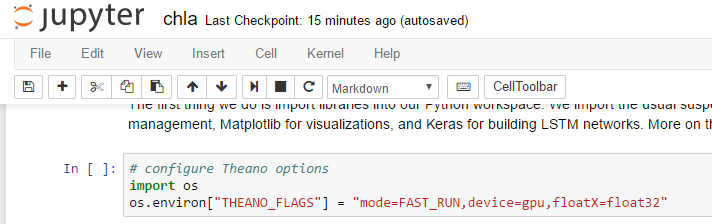 jupyter chla Last Checkpoint: 15 minutes ago (autosaved)
File Edit View Insert Cell Kernel Help
Markdown CellToolbar
The first thing we do is import libraries into our Python workspace. We import the usual susp
management, Matplotlib for visualizations, and Keras for building LSTM networks. More on th
In [ ]: # configure Theano options
import os
os.environ["THEANO_FLAGS"] = "mode=FAST_RUN,device=gpu,floatX=float32"